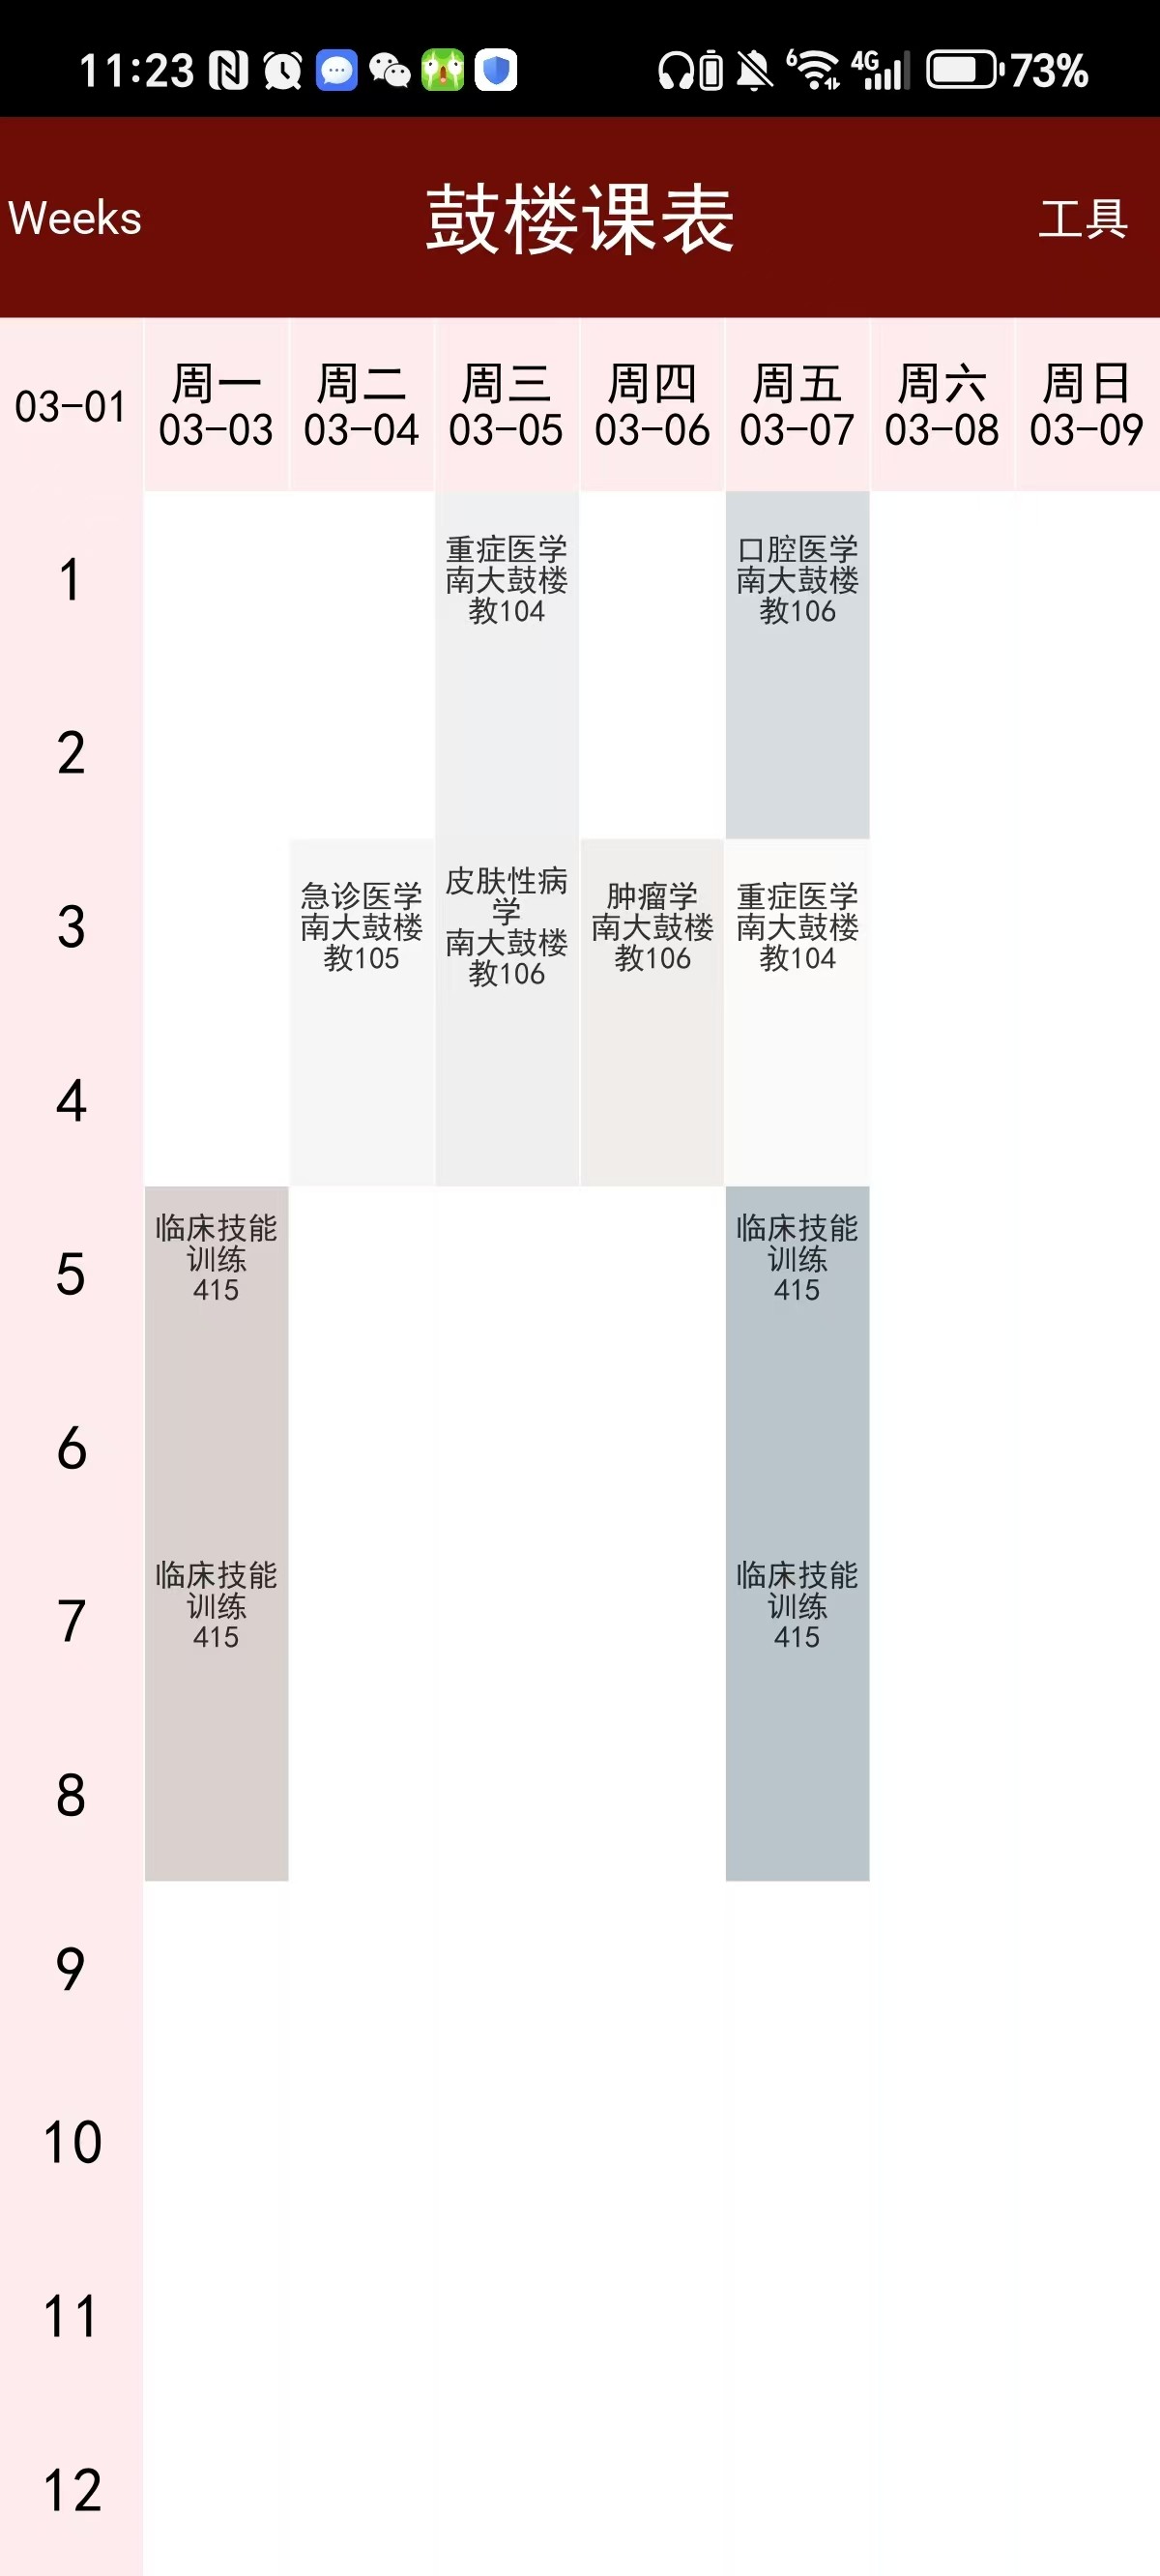 11:23
6
4G
73%
Weeks
鼓楼课表
工具
03-01
周一
03-03
周二
03-04
周三
03-05
周四
03-06
周五
03-07
周六
03-08
周日
03-09
1
重症医学
南大鼓楼
教104
口腔医学
南大鼓楼
教106
2
3
急诊医学
南大鼓楼
教105
皮肤性病
学
南大鼓楼
教106
肿瘤学
南大鼓楼
教106
重症医学
南大鼓楼
教104
4
5
临床技能
训练
415
临床技能
训练
415
6
7
临床技能
训练
415
临床技能
训练
415
8
9
10
11
12